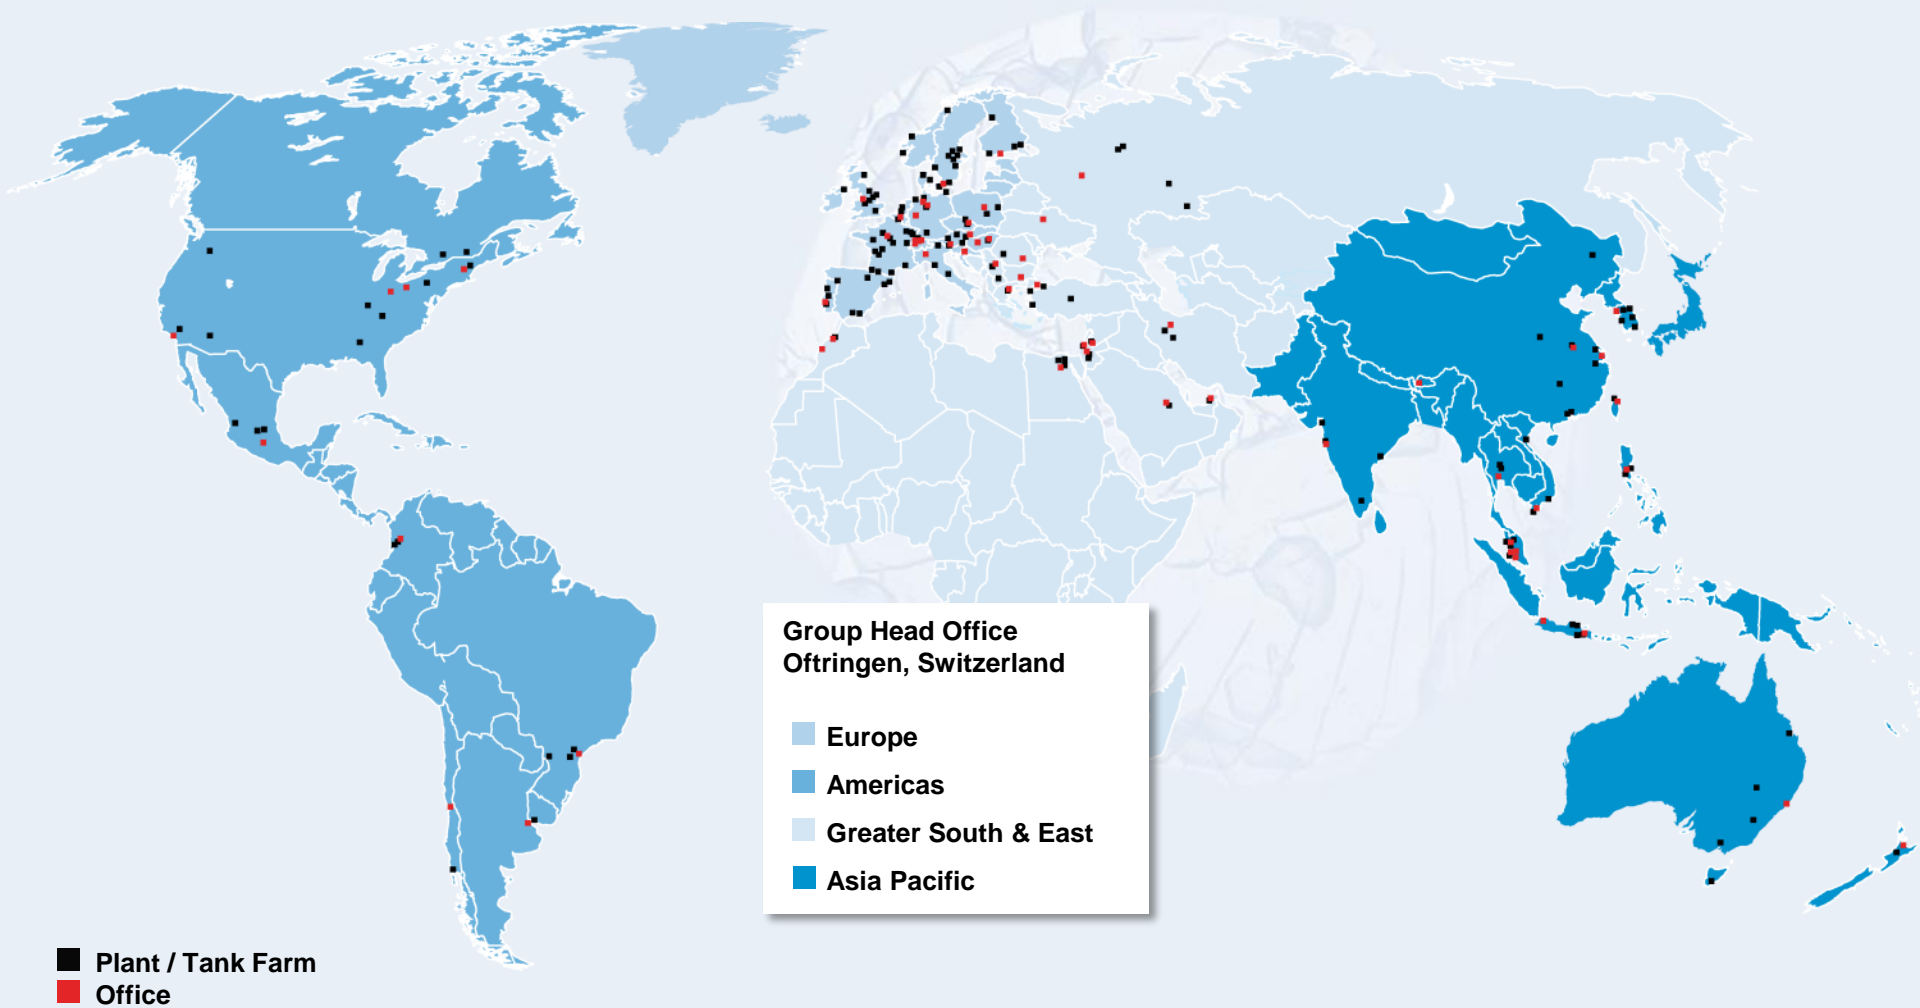 Group Head Office
Oftringen, Switzerland
Europe
Americas
Greater South & East
Asia Pacific
Plant / Tank Farm
Office